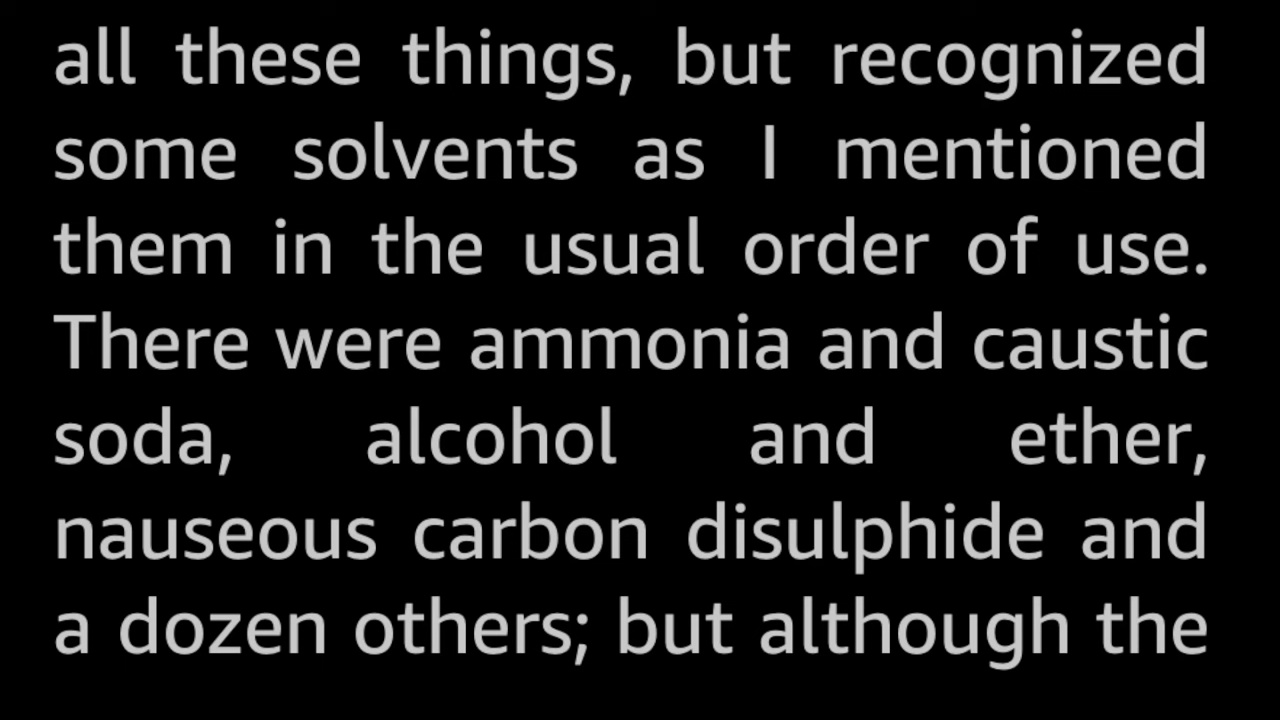 all these things, but recognized
some solvents as I mentioned
them in the usual order of use.
There were ammonia and caustic
soda, alcohol and ether,
nauseous carbon disulphide and
a dozen others; but although the